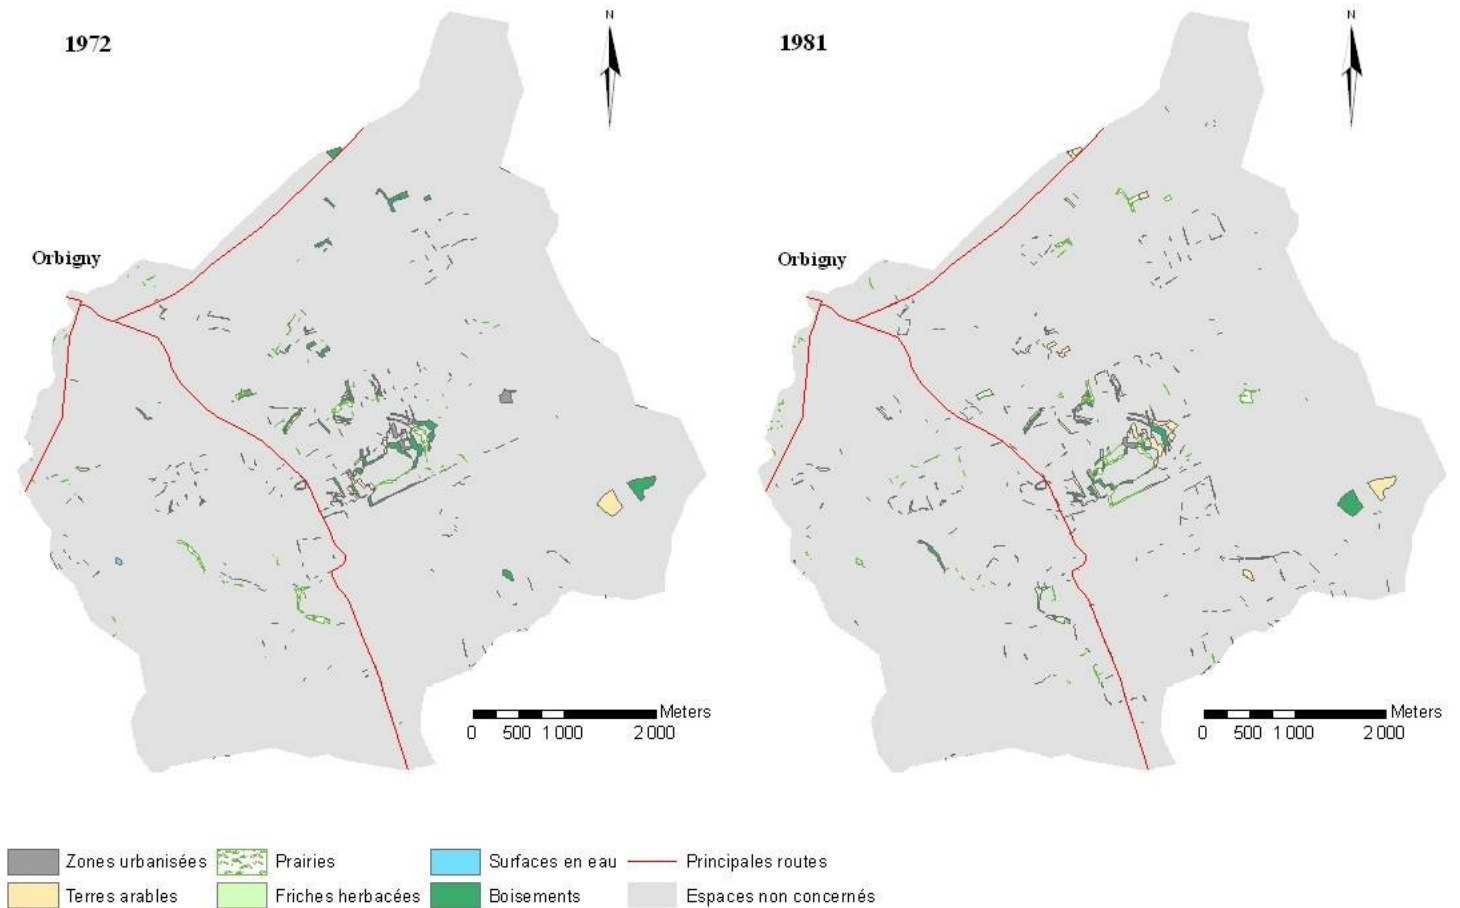 1972
N
Orbigny
Meters
0 500 1 000 2 000
1981
N
Orbigny
Meters
0 500 1 000 2 000
Zones urbanisées Prairies Surfaces en eau Principales routes
Terres arables Friches herbacées Boisements Espaces non concernés